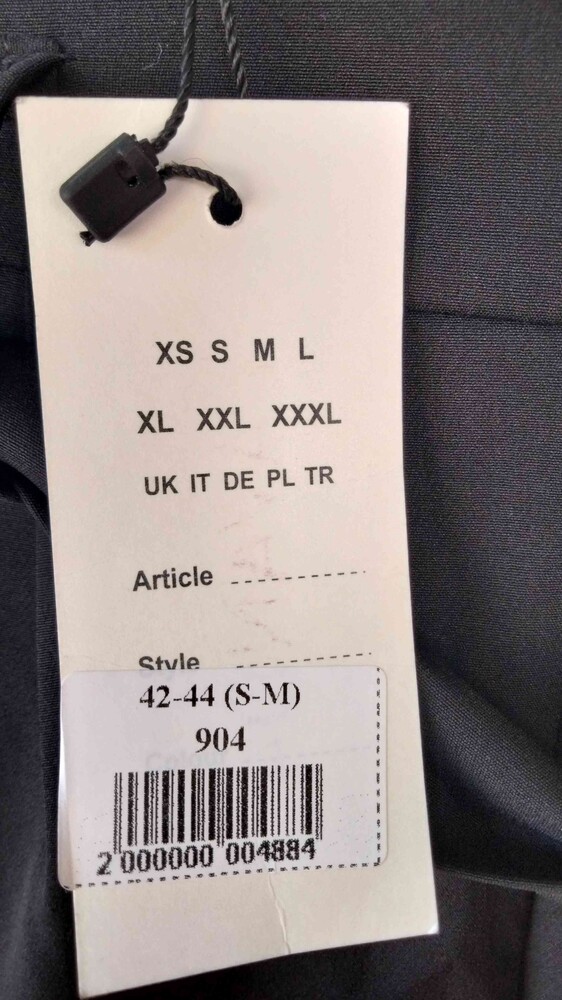 XS S M L
XL XXL XXXL
UK IT DE PL TR
Article
Style
42-44 (S-M)
904
2 000000 004884